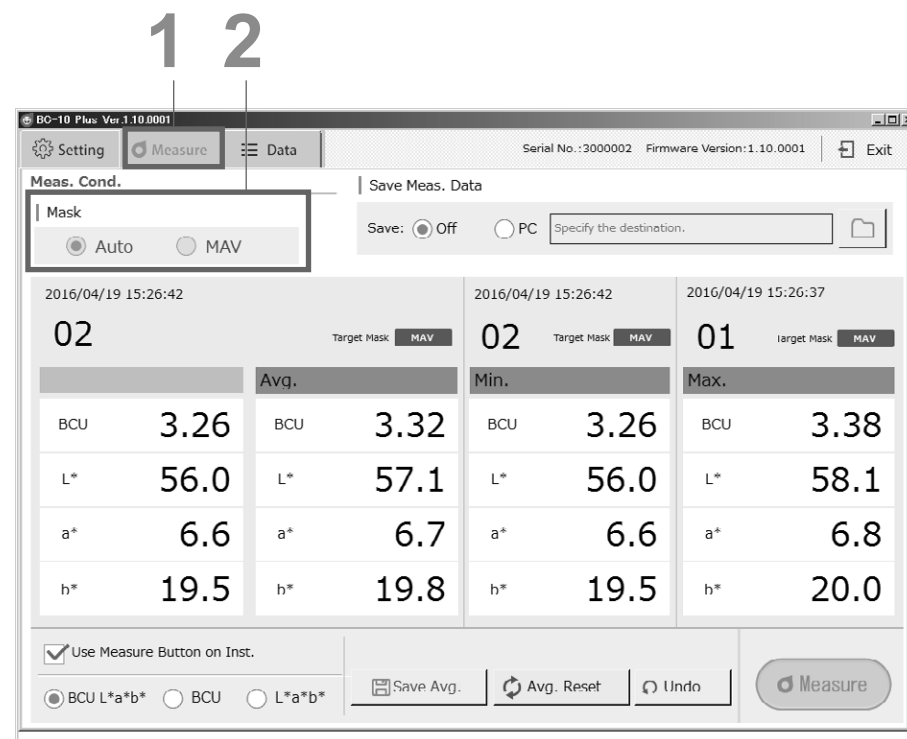 1 2
BC-10 Plus Ver.1.10.0001
Setting Measure Data Serial No.:3000002 Firmware Version:1.10.0001 Exit
Meas. Cond.
Save Meas. Data
Mask
Save: Off PC Specify the destination.
Auto MAV
2016/04/19 15:26:42 2016/04/19 15:26:42 2016/04/19 15:26:37
02 Target Mask MAV 02 Target Mask MAV 01 Target Mask MAV
Avg. Min. Max.
BCU 3.26 BCU 3.32 BCU 3.26 BCU 3.38
L* 56.0 L* 57.1 L* 56.0 L* 58.1
a* 6.6 a* 6.7 a* 6.6 a* 6.8
b* 19.5 b* 19.8 b* 19.5 b* 20.0
Use Measure Button on Inst.
BCU L*a*b* BCU L*a*b* Save Avg. Avg. Reset Undo Measure